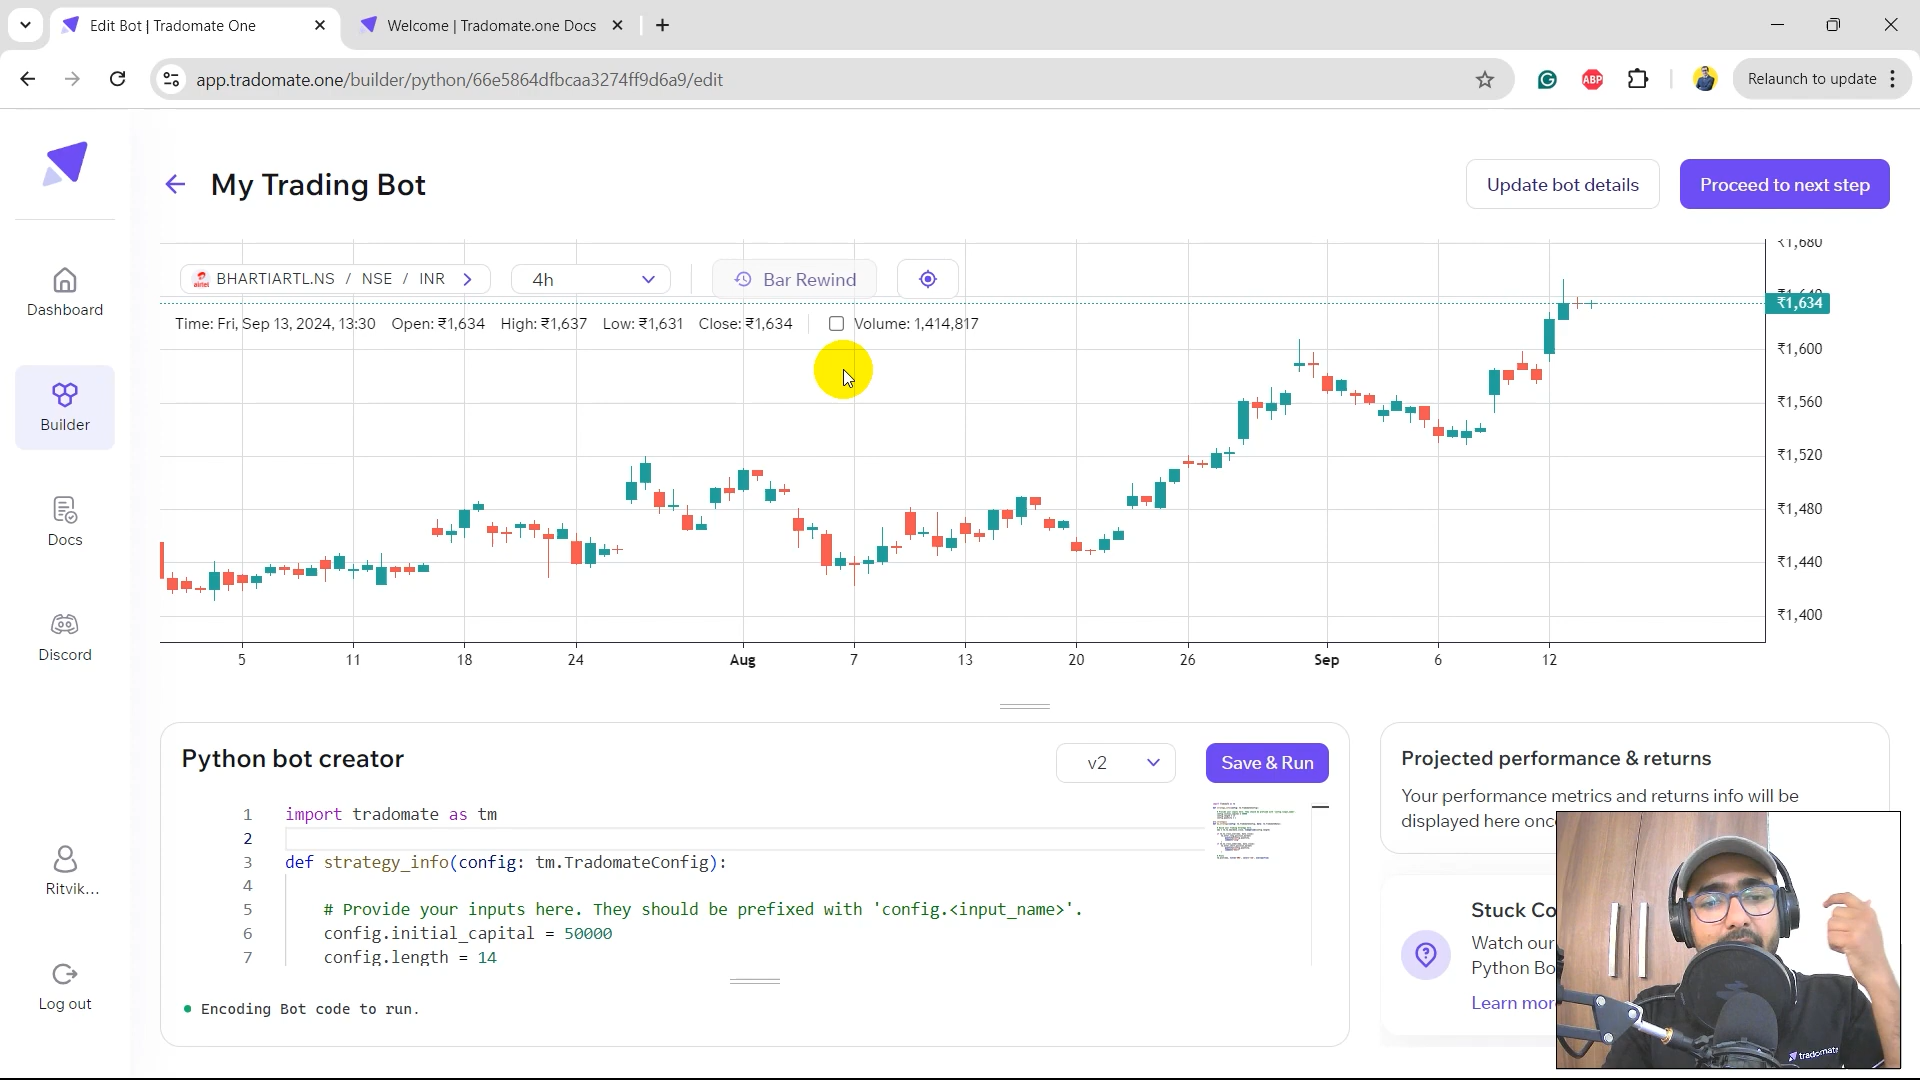 Edit Bot | Tradomate One
Welcome | Tradomate.one Docs
app.tradomate.one/builder/python/66e5864dfbcaa3274ff9d6a9/edit
ABP
Relaunch to update
My Trading Bot
Update bot details
Proceed to next step
Dashboard
Builder
Docs
Discord
Ritvik...
Log out
airtel
BHARTIARTL.NS / NSE / INR
4h
Bar Rewind
Time: Fri, Sep 13, 2024, 13:30 Open: ₹1,634 High: ₹1,637 Low: ₹1,631 Close: ₹1,634
Volume: 1,414,817
₹1,680
₹1,640
₹1,634
₹1,600
₹1,560
₹1,520
₹1,480
₹1,440
₹1,400
5 11 18 24 Aug 7 13 20 26 Sep 6 12
Python bot creator
v2
Save & Run
1 import tradomate as tm
2
3 def strategy_info(config: tm.TradomateConfig):
4
5 # Provide your inputs here. They should be prefixed with 'config.<input_name>'.
6 config.initial_capital = 50000
7 config.length = 14
Encoding Bot code to run.
Projected performance & returns
Your performance metrics and returns info will be
displayed here onc
Stuck Co
Watch our
Python Bo
Learn mor
tradomate